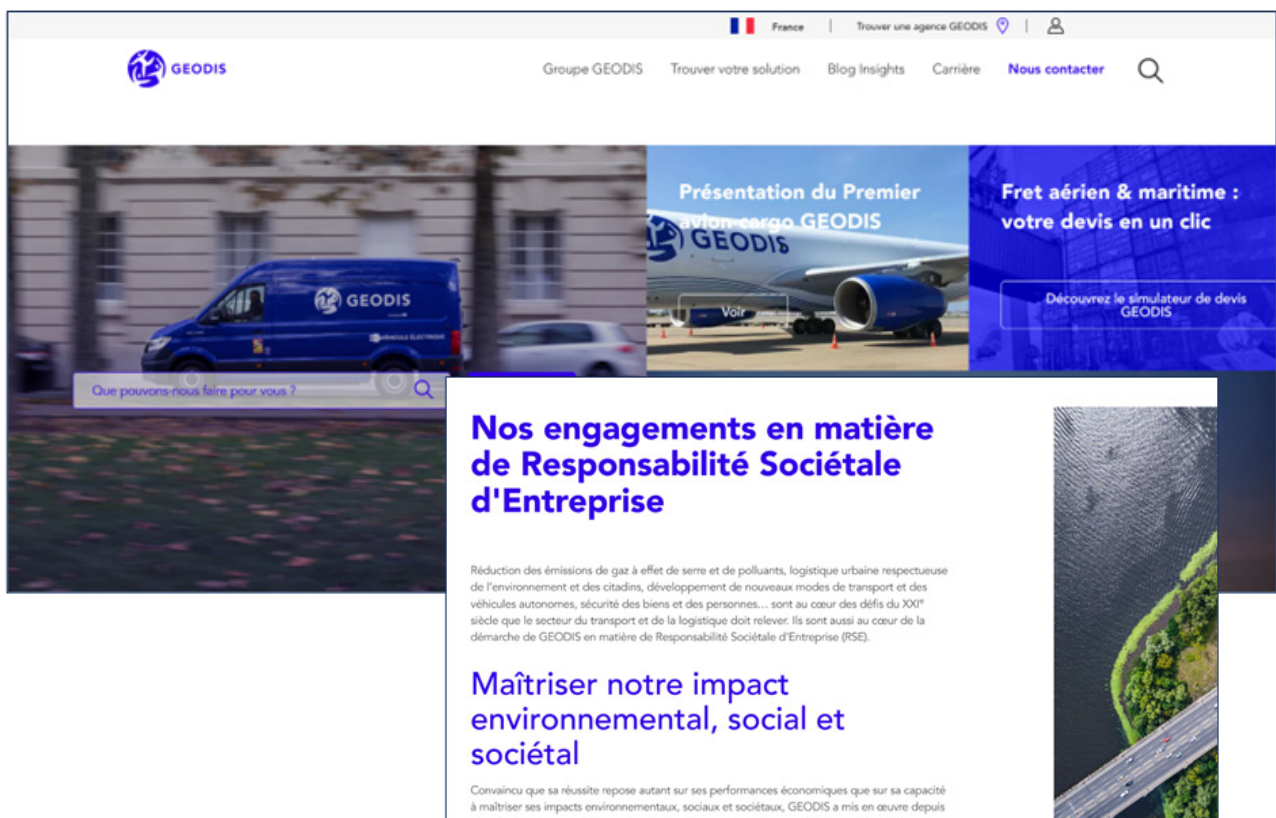 France
Trouver une agence GEODIS
GEODIS
Groupe GEODIS
Trouver votre solution
Blog Insights
Carrière
Nous contacter
Présentation du Premier
avion-cargo GEODIS
GEODIS
Voir
Fret aérien & maritime :
votre devis en un clic
Découvrez le simulateur de devis
GEODIS
GEODIS
VÉHICULE ÉLECTRIQUE
Que pouvons-nous faire pour vous ?
Nos engagements en matière
de Responsabilité Sociétale
d'Entreprise
Réduction des émissions de gaz à effet de serre et de polluants, logistique urbaine respectueuse
de l'environnement et des citadins, développement de nouveaux modes de transport et des
véhicules autonomes, sécurité des biens et des personnes... sont au cœur des défis du XXIᵉ
siècle que le secteur du transport et de la logistique doit relever. Ils sont aussi au cœur de la
démarche de GEODIS en matière de Responsabilité Sociétale d'Entreprise (RSE).
Maîtriser notre impact
environnemental, social et
sociétal
Convaincu que sa réussite repose autant sur ses performances économiques que sur sa capacité
à maîtriser ses impacts environnementaux, sociaux et sociétaux, GEODIS a mis en œuvre depuis